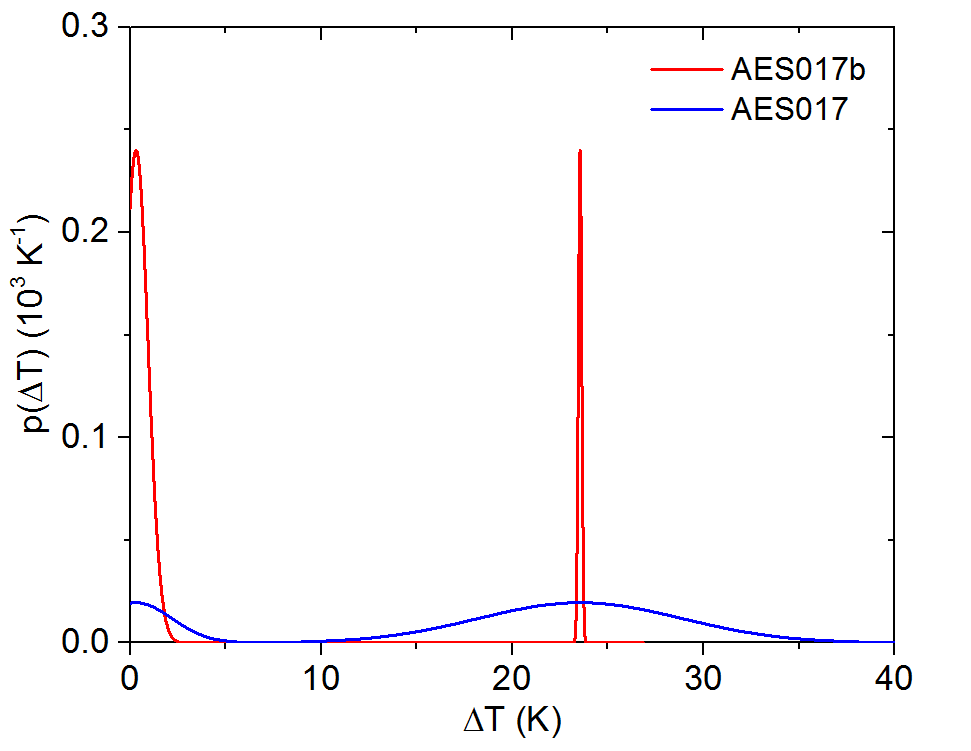 0.3
0.2
0.1
0.0
p(ΔT) (10³ K⁻¹)
AES017b
AES017
0 10 20 30 40
ΔT (K)